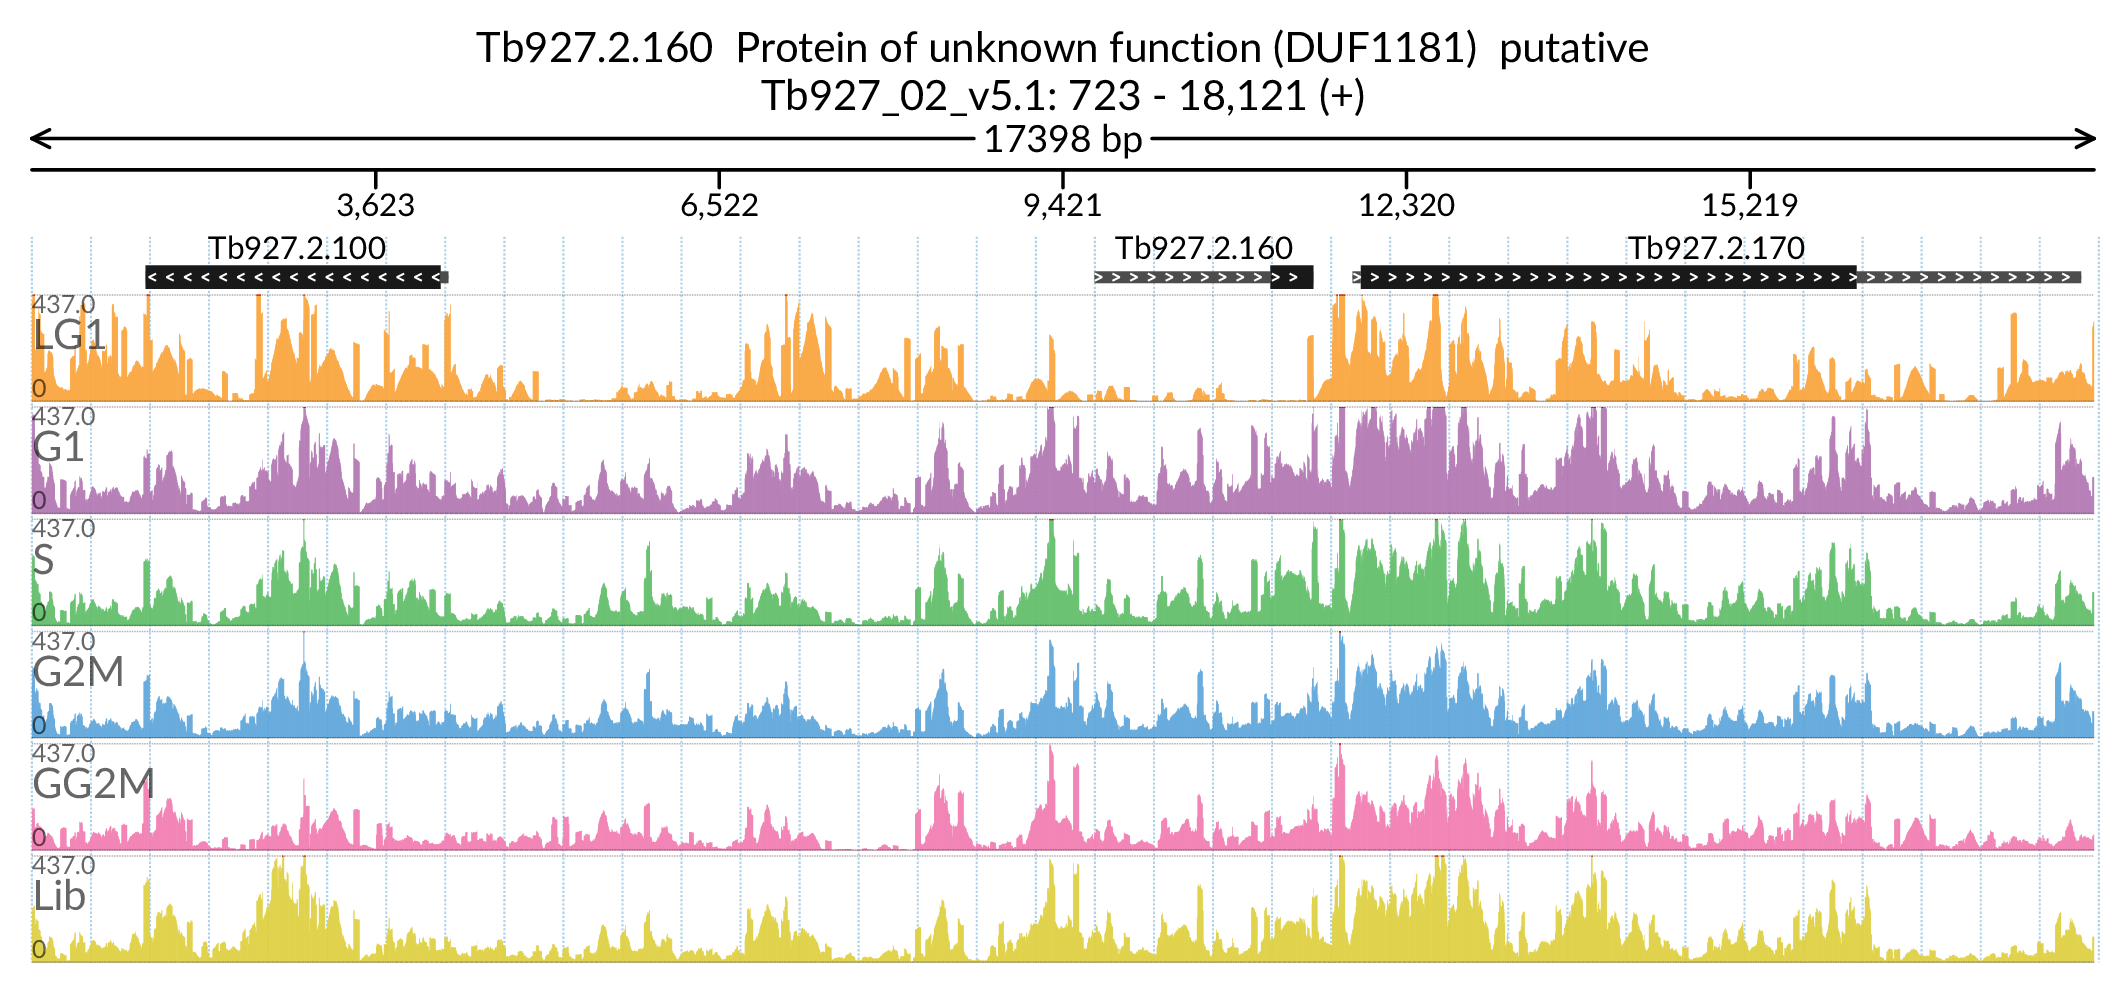 Tb927.2.160  Protein of unknown function (DUF1181)  putative
Tb927_02_v5.1: 723 - 18,121 (+)
17398 bp
3,623 6,522 9,421 12,320 15,219
Tb927.2.100 Tb927.2.160 Tb927.2.170
437.0
LG1
0
437.0
G1
0
437.0
S
0
437.0
G2M
0
437.0
GG2M
0
437.0
Lib
0